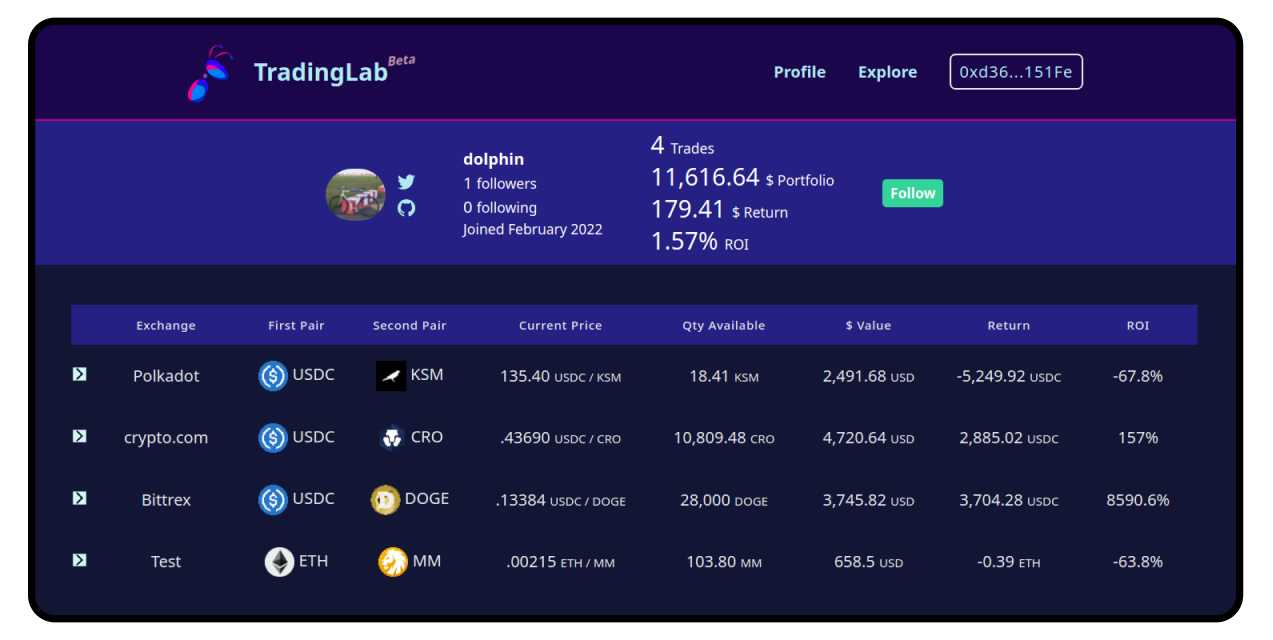 TradingLab Beta
Profile Explore 0xd36...151Fe
dolphin
1 followers
0 following
Joined February 2022
4 Trades
11,616.64 $ Portfolio
179.41 $ Return
1.57% ROI
Follow
Exchange First Pair Second Pair Current Price Qty Available $ Value Return ROI
Polkadot USDC KSM 135.40 USDC / KSM 18.41 KSM 2,491.68 USD -5,249.92 USDC -67.8%
crypto.com USDC CRO .43690 USDC / CRO 10,809.48 CRO 4,720.64 USD 2,885.02 USDC 157%
Bittrex USDC DOGE .13384 USDC / DOGE 28,000 DOGE 3,745.82 USD 3,704.28 USDC 8590.6%
Test ETH MM .00215 ETH / MM 103.80 MM 658.5 USD -0.39 ETH -63.8%